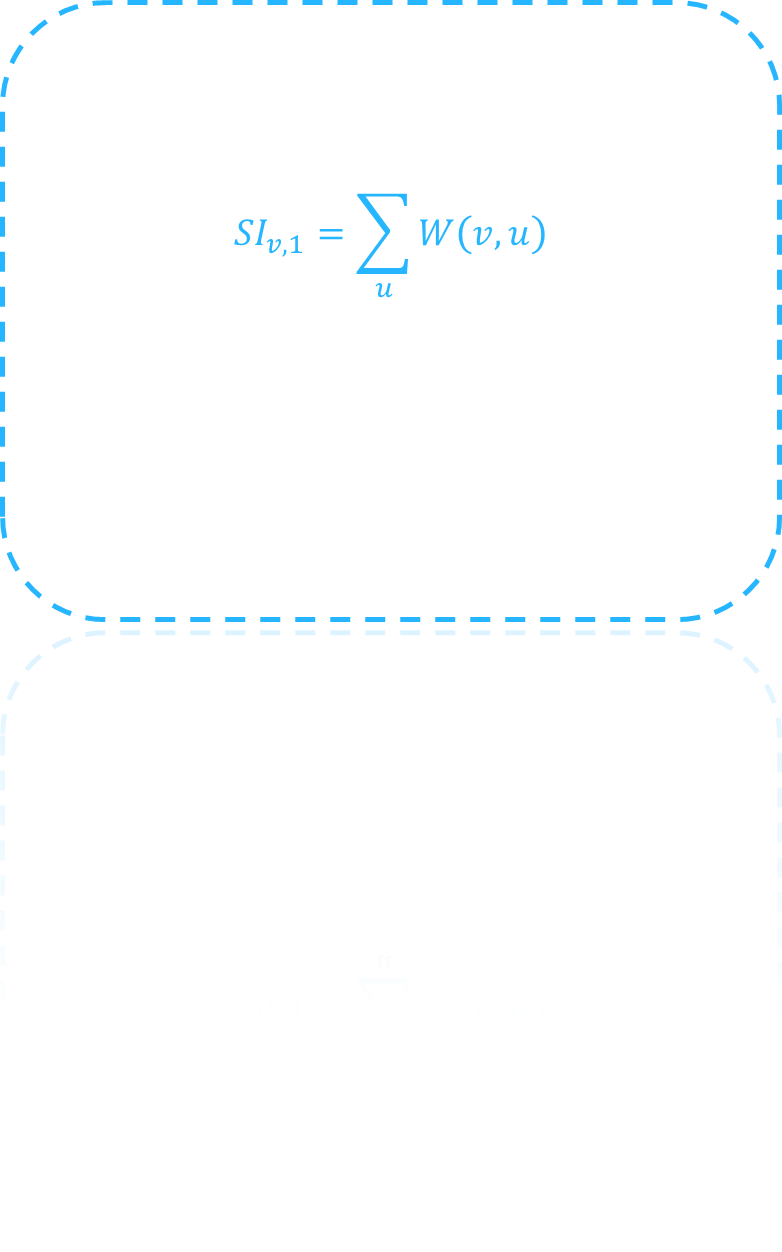 SI_{v,1} = \sum_{u} W(v, u)